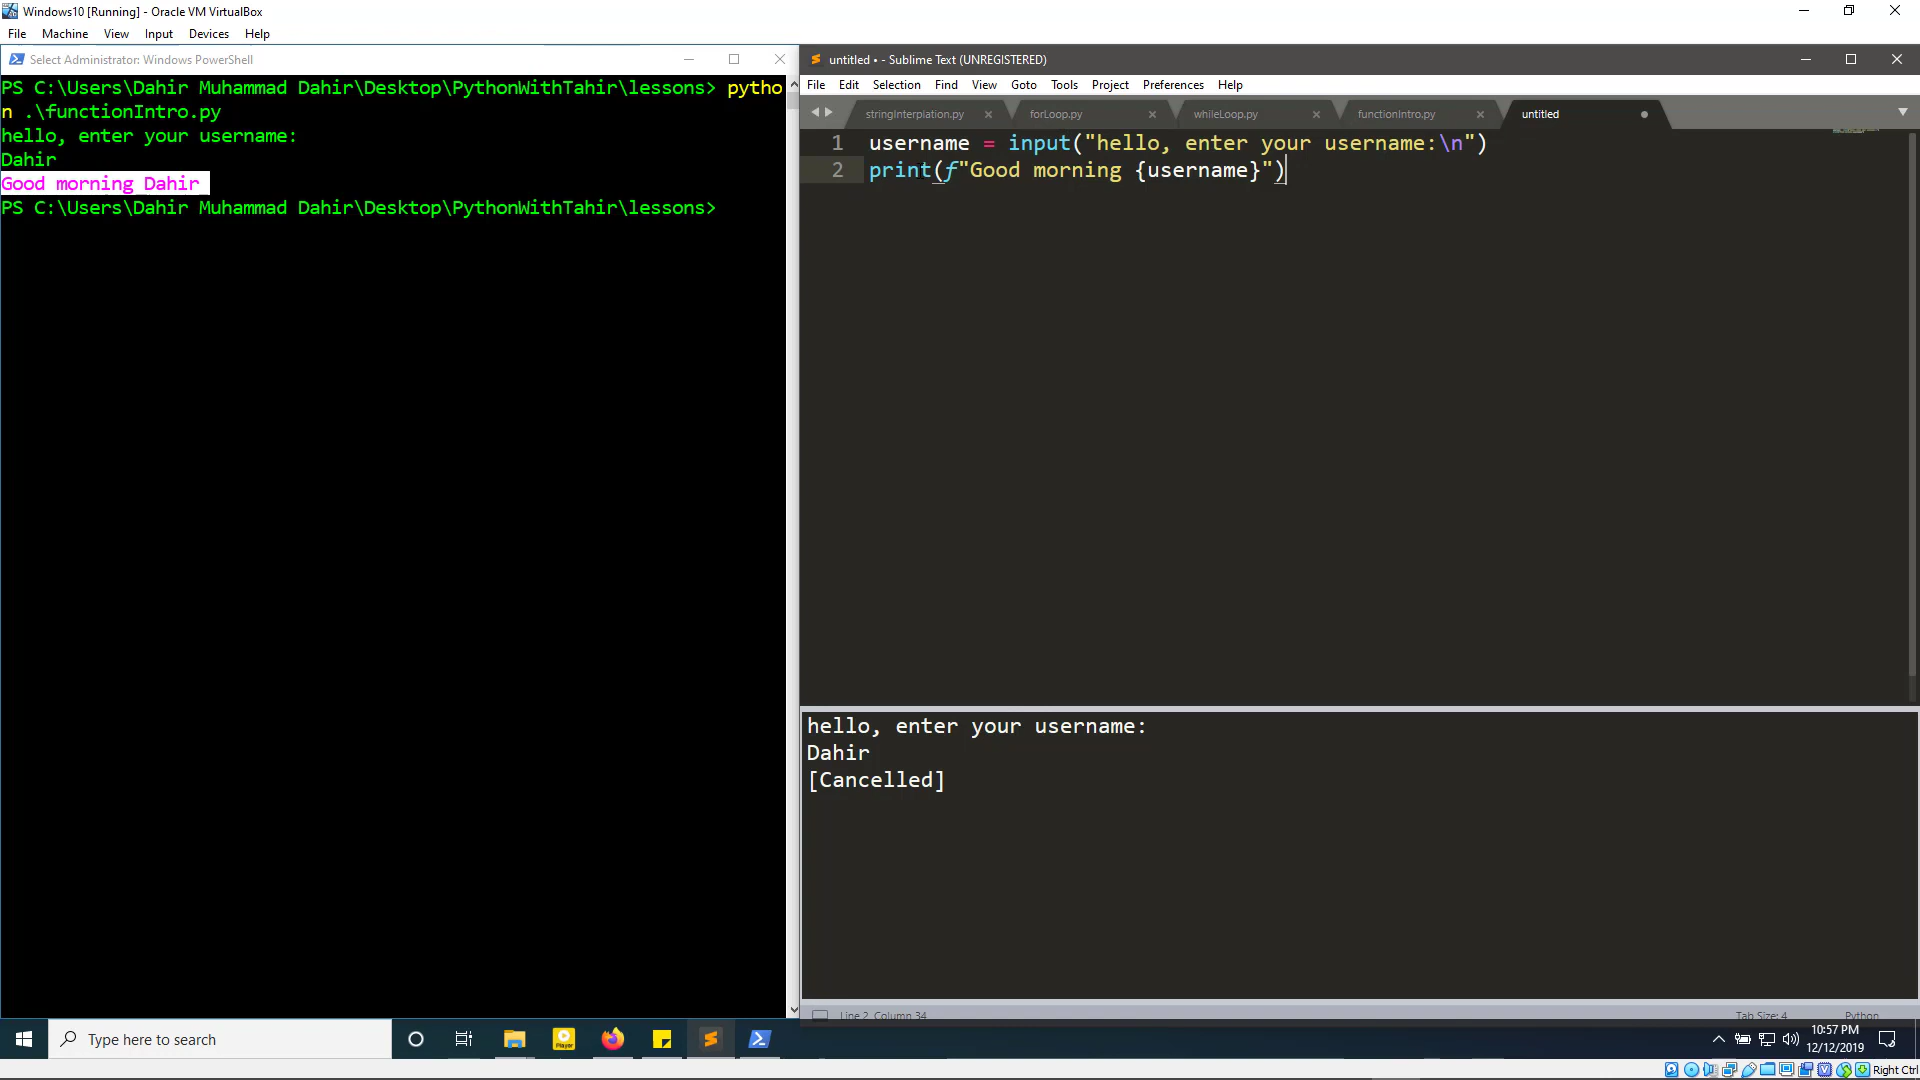 Windows10 [Running] - Oracle VM VirtualBox
File Machine View Input Devices Help
Select Administrator: Windows PowerShell
PS C:\Users\Dahir Muhammad Dahir\Desktop\PythonWithTahir\lessons> pytho
n .\functionIntro.py
hello, enter your username:
Dahir
Good morning Dahir
PS C:\Users\Dahir Muhammad Dahir\Desktop\PythonWithTahir\lessons>
untitled • - Sublime Text (UNREGISTERED)
File Edit Selection Find View Goto Tools Project Preferences Help
stringInterplation.py forLoop.py whileLoop.py functionIntro.py untitled
1 username = input("hello, enter your username:\n")
2 print(f"Good morning {username}")
hello, enter your username:
Dahir
[Cancelled]
Line 2, Column 34 Tab Size: 4 Python
Type here to search
Player
10:57 PM
12/12/2019
Right Ctrl